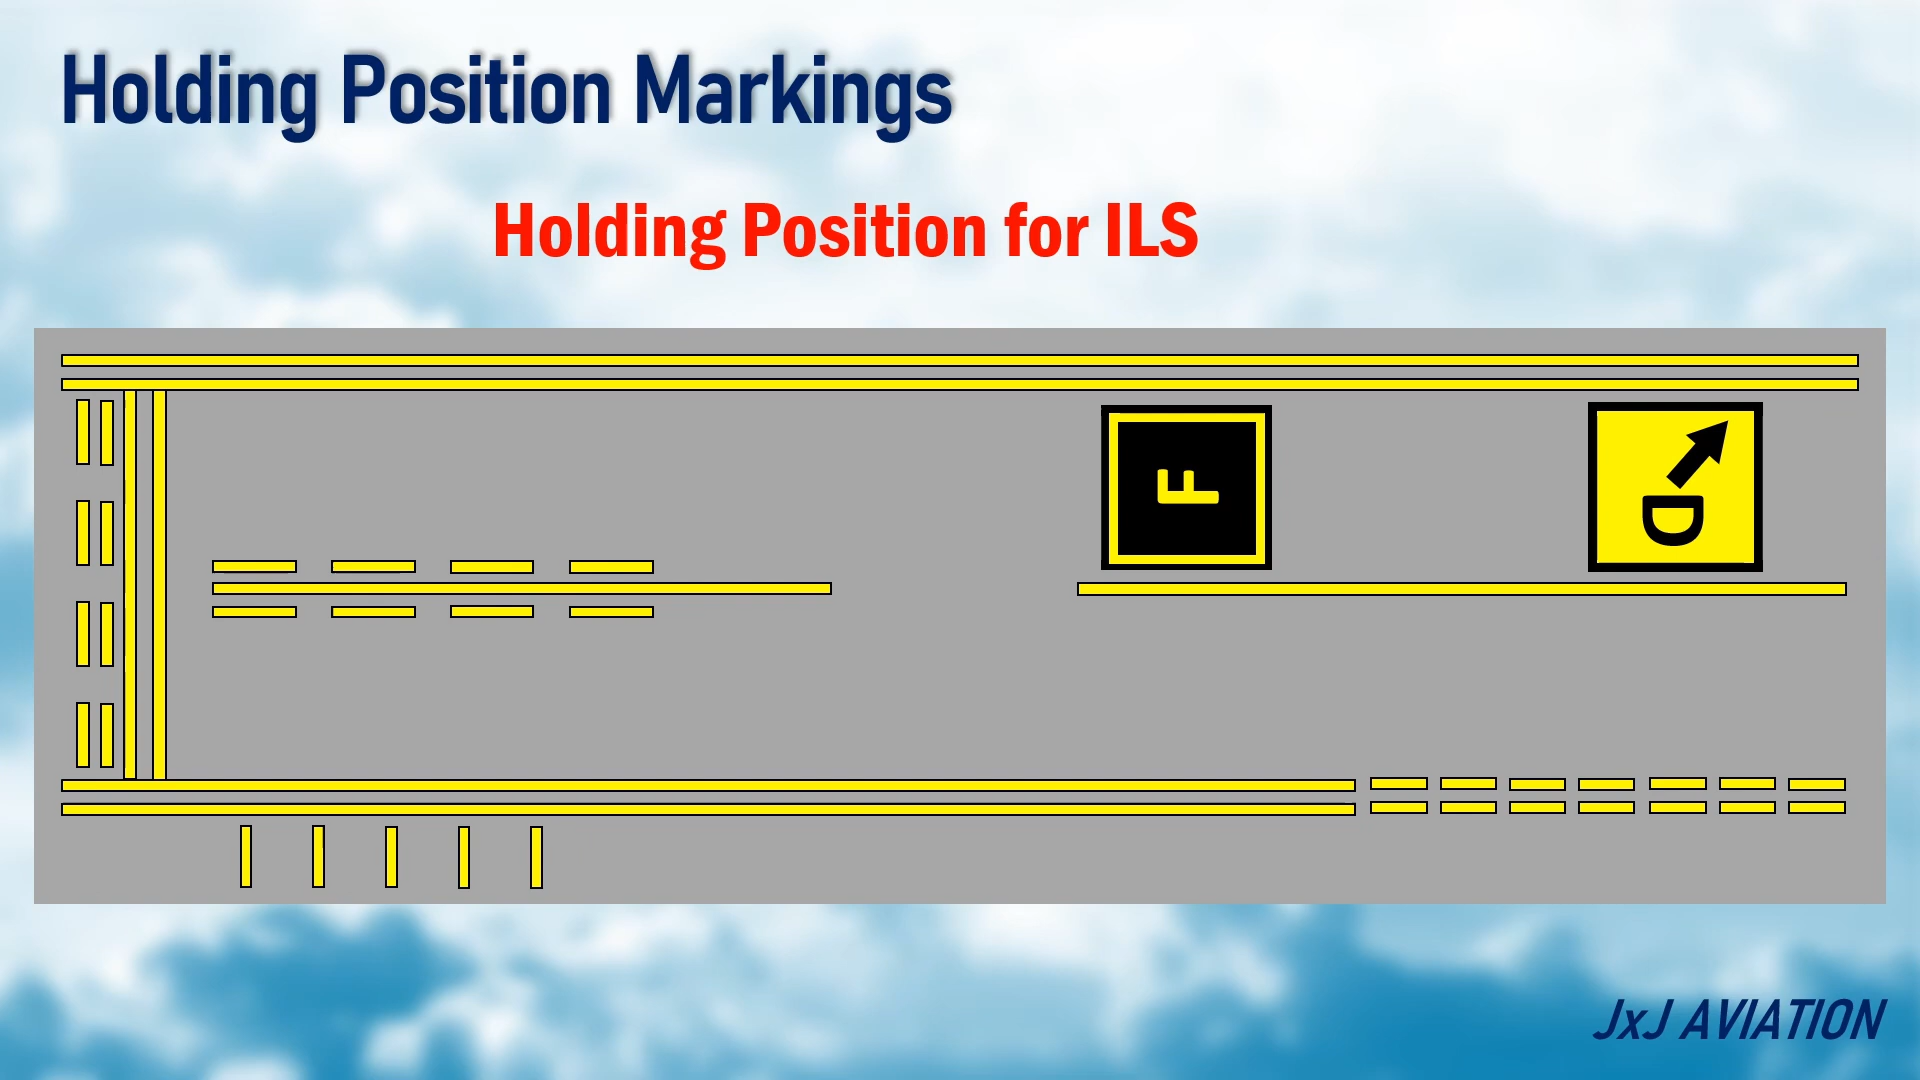 Holding Position Markings
Holding Position for ILS
F
D
JxJ AVIATION